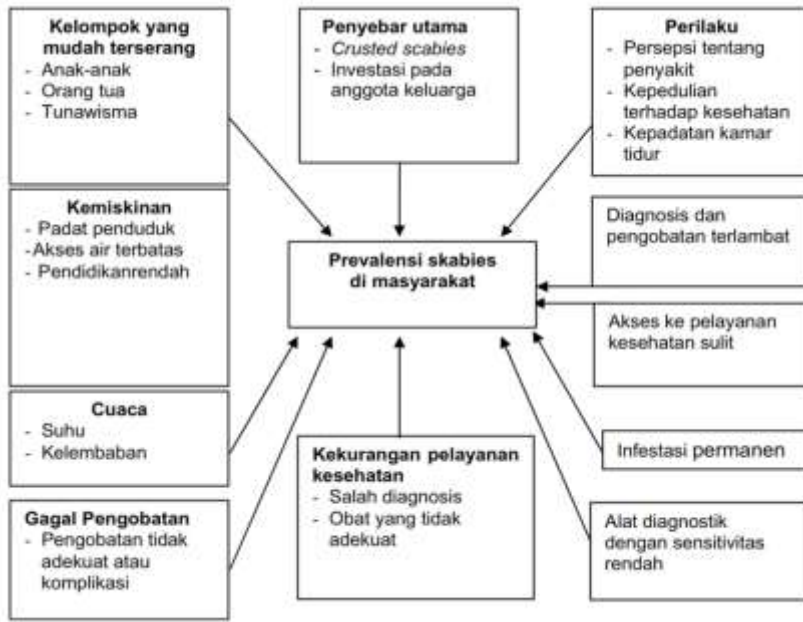 Kelompok yang
mudah terserang
- Anak-anak
- Orang tua
- Tunawisma
Penyebar utama
- Crusted scabies
- Investasi pada
anggota keluarga
Perilaku
- Persepsi tentang
penyakit
- Kepedulian
terhadap kesehatan
- Kepadatan kamar
tidur
Kemiskinan
- Padat penduduk
-Akses air terbatas
- Pendidikanrendah
Prevalensi skabies
di masyarakat
Diagnosis dan
pengobatan terlambat
Akses ke pelayanan
kesehatan sulit
Cuaca
- Suhu
- Kelembaban
Kekurangan pelayanan
kesehatan
- Salah diagnosis
- Obat yang tidak
adekuat
Infestasi permanen
Gagal Pengobatan
- Pengobatan tidak
adekuat atau
komplikasi
Alat diagnostik
dengan sensitivitas
rendah